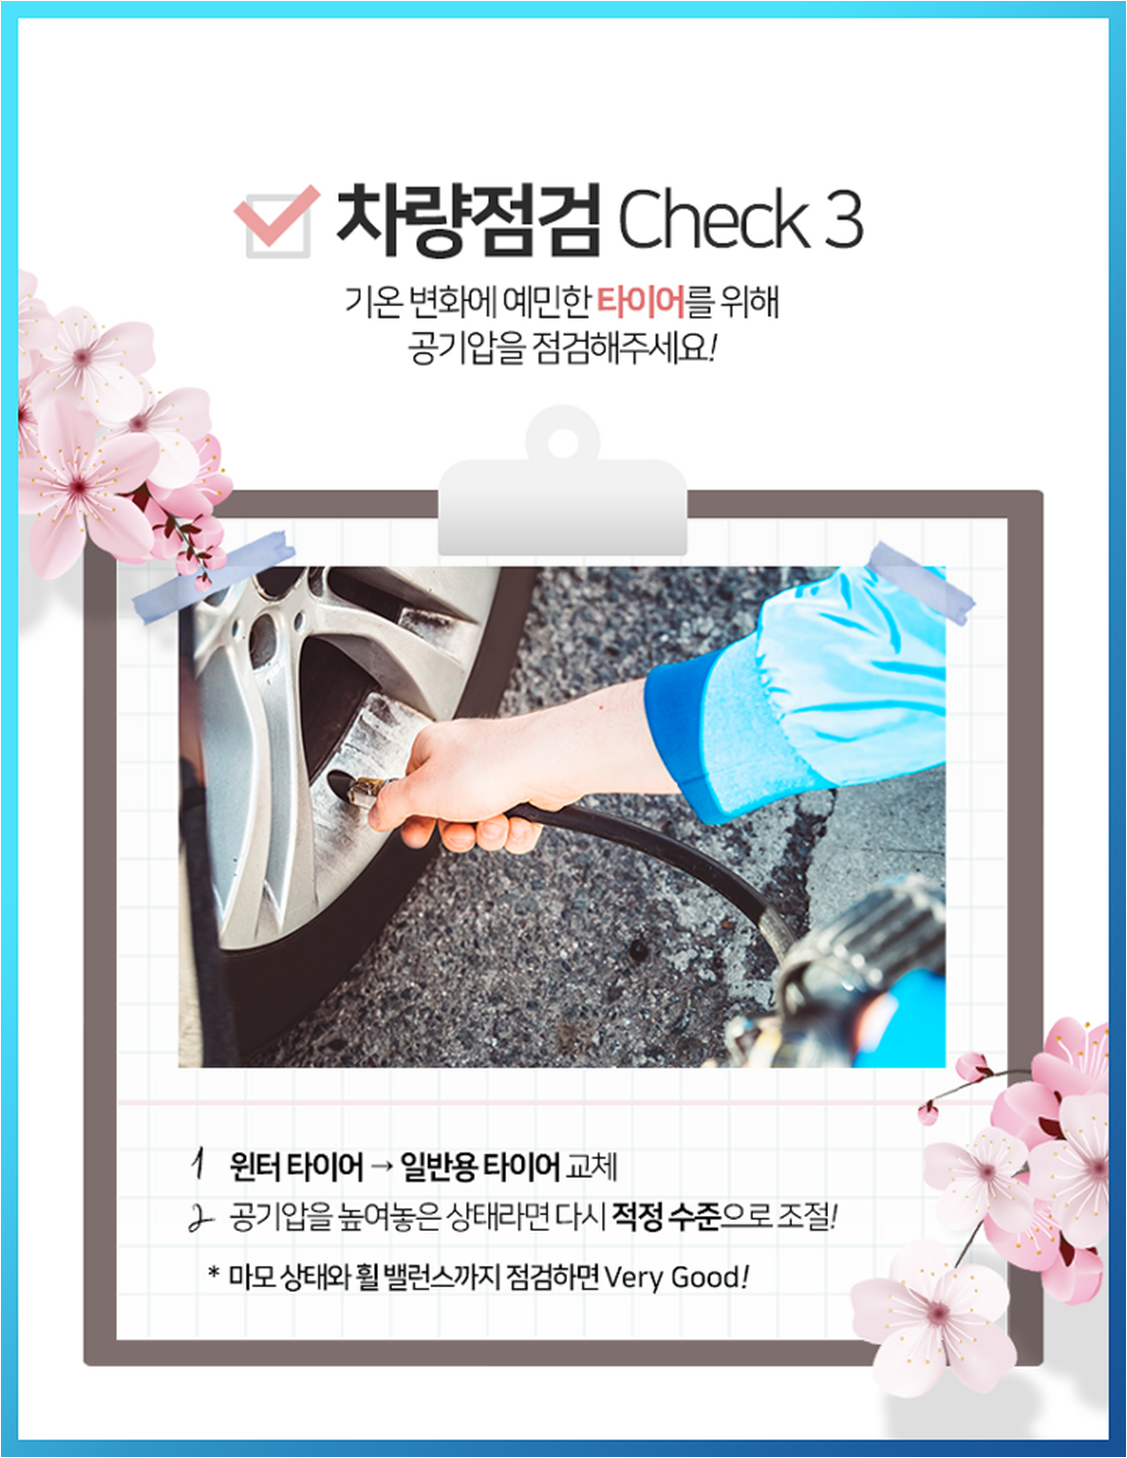 차량점검 Check 3
기온 변화에 예민한 타이어를 위해
공기압을 점검해주세요!
1 윈터 타이어 → 일반용 타이어 교체
2 공기압을 높여놓은 상태라면 다시 적정 수준으로 조절!
* 마모 상태와 휠 밸런스까지 점검하면 Very Good!